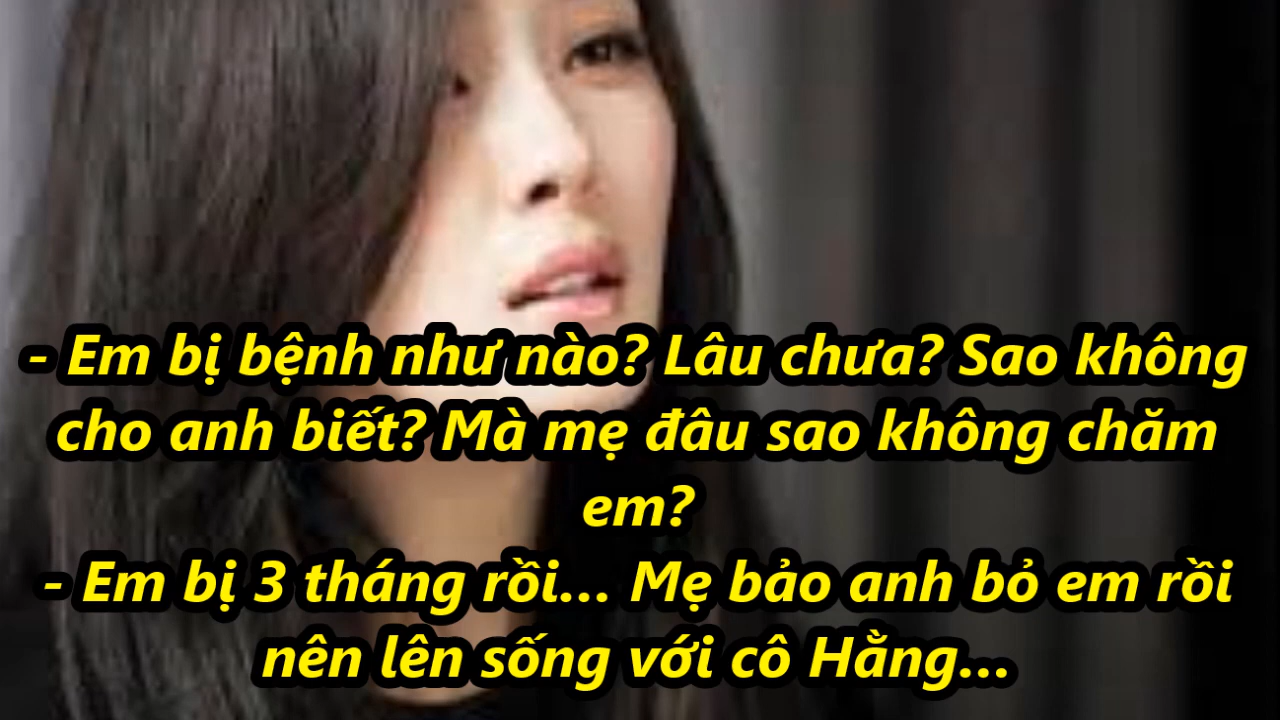 - Em bị bệnh như nào? Lâu chưa? Sao không
cho anh biết? Mà mẹ đâu sao không chăm
em?
- Em bị 3 tháng rồi... Mẹ bảo anh bỏ em rồi
nên lên sống với cô Hằng...